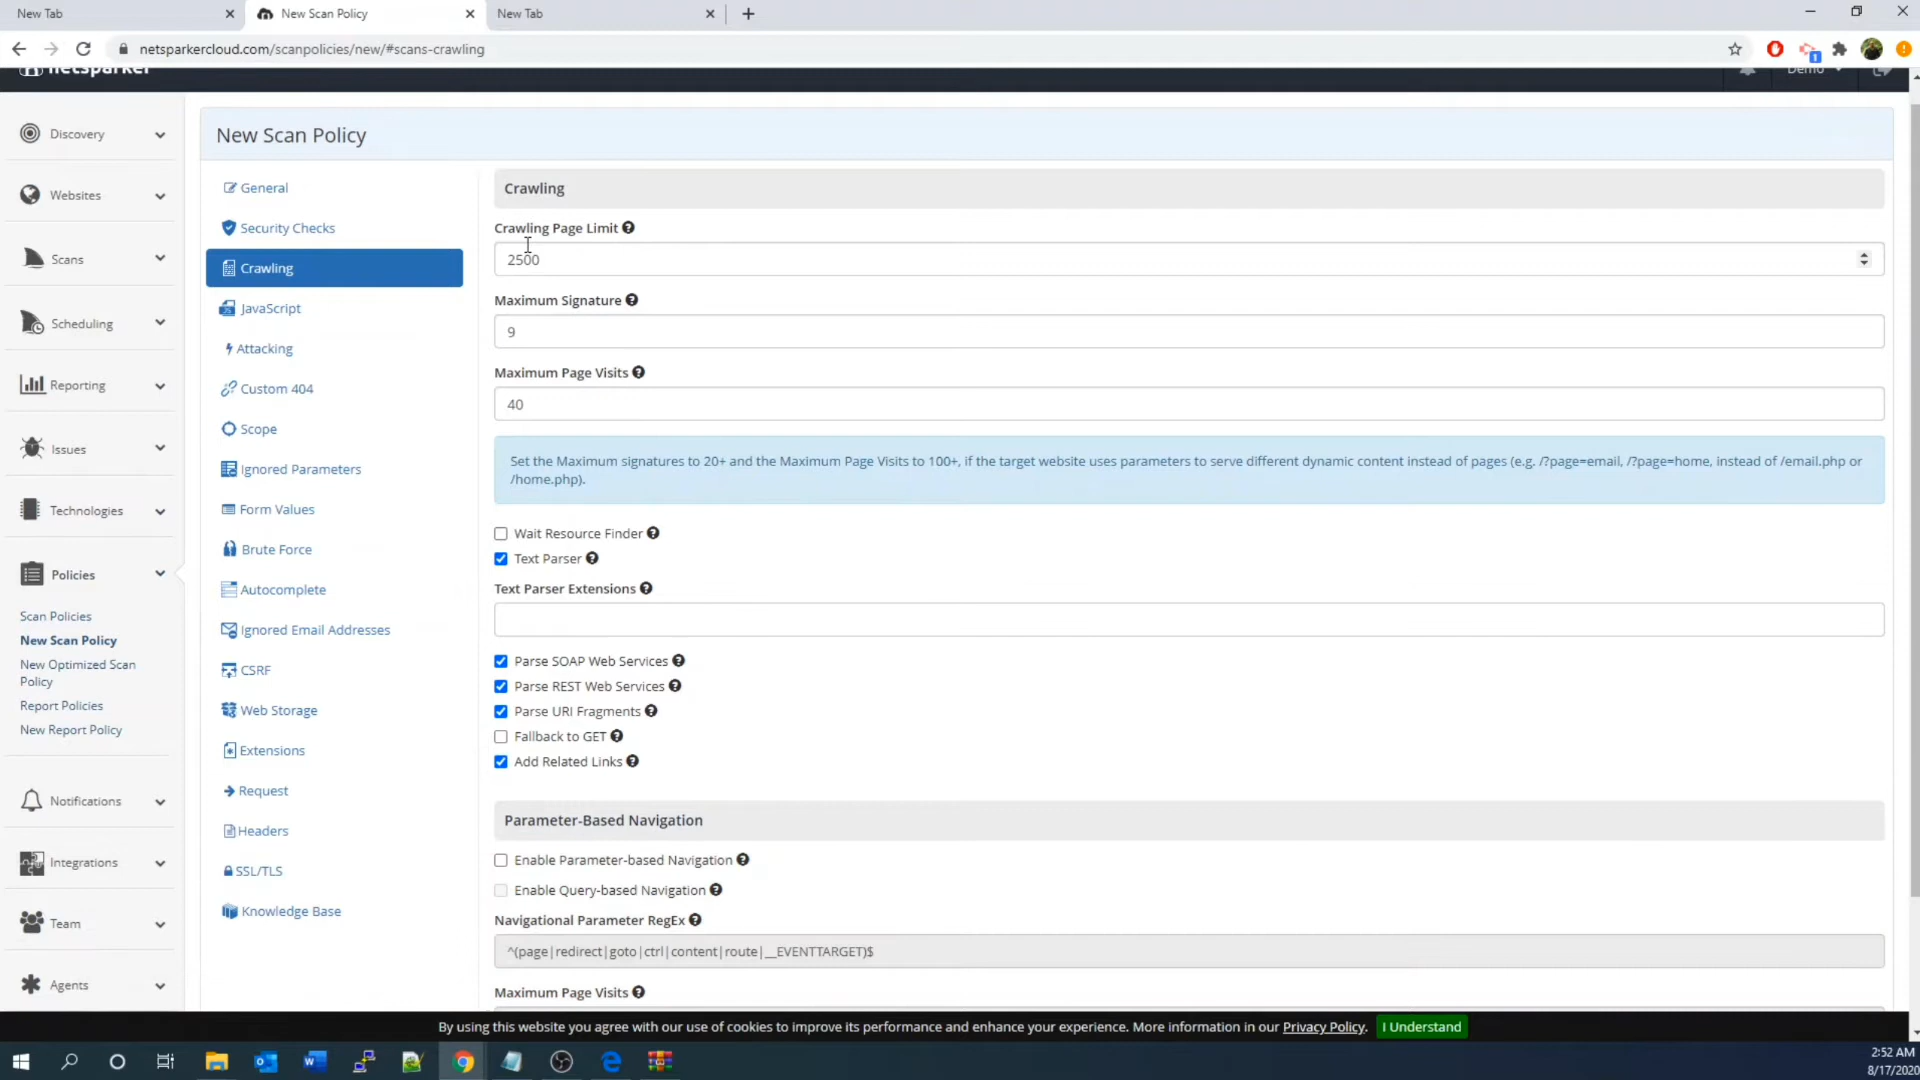 New Tab
New Scan Policy
New Tab
netsparkercloud.com/scanpolicies/new/#scans-crawling
1
netsparker
Demo
Discovery
Websites
Scans
Scheduling
Reporting
Issues
Technologies
Policies
Scan Policies
New Scan Policy
New Optimized Scan
Policy
Report Policies
New Report Policy
Notifications
Integrations
Team
Agents
New Scan Policy
General
Security Checks
Crawling
JavaScript
Attacking
Custom 404
Scope
Ignored Parameters
Form Values
Brute Force
Autocomplete
Ignored Email Addresses
CSRF
Web Storage
Extensions
Request
Headers
SSL/TLS
Knowledge Base
Crawling
Crawling Page Limit
2500
Maximum Signature
9
Maximum Page Visits
40
Set the Maximum signatures to 20+ and the Maximum Page Visits to 100+, if the target website uses parameters to serve different dynamic content instead of pages (e.g. /?page=email, /?page=home, instead of /email.php or
/home.php).
Wait Resource Finder
Text Parser
Text Parser Extensions
Parse SOAP Web Services
Parse REST Web Services
Parse URI Fragments
Fallback to GET
Add Related Links
Parameter-Based Navigation
Enable Parameter-based Navigation
Enable Query-based Navigation
Navigational Parameter RegEx
^(page|redirect|goto|ctrl|content|route|__EVENTTARGET)$
Maximum Page Visits
By using this website you agree with our use of cookies to improve its performance and enhance your experience. More information in our Privacy Policy. I Understand
2:52 AM
8/17/2020